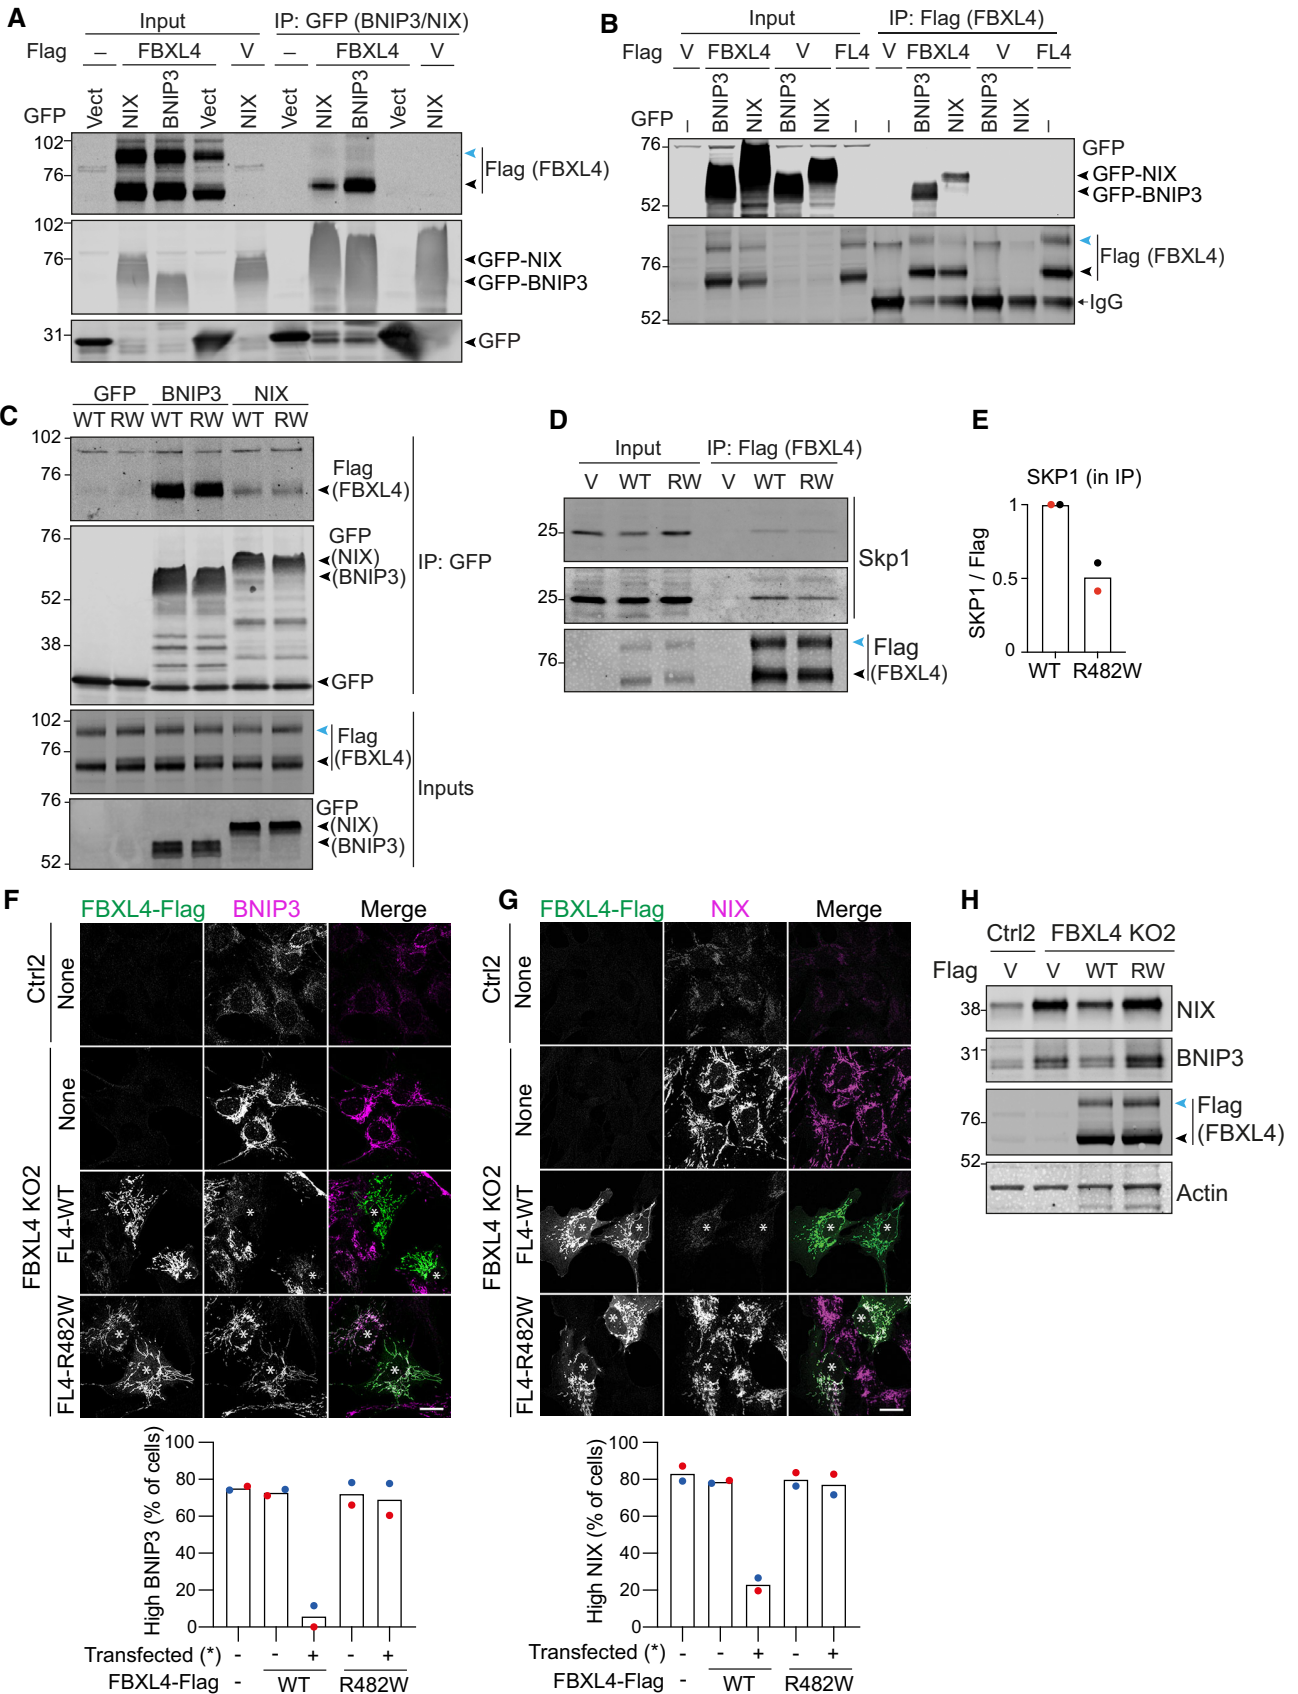 A
Input
IP: GFP (BNIP3/NIX)
Flag – FBXL4 V – FBXL4 V
GFP Vect NIX BNIP3 Vect NIX Vect NIX BNIP3 Vect NIX
102
76
Flag (FBXL4)
102
76
GFP-NIX
GFP-BNIP3
31
GFP
B
Input
IP: Flag (FBXL4)
Flag V FBXL4 V FL4 V FBXL4 V FL4
GFP – BNIP3 NIX BNIP3 NIX – – BNIP3 NIX BNIP3 NIX –
76
GFP
GFP-NIX
GFP-BNIP3
52
76
Flag (FBXL4)
52
IgG
C
GFP BNIP3 NIX
WT RW WT RW WT RW
102
76
Flag
(FBXL4)
76
GFP
(NIX)
(BNIP3)
IP: GFP
52
38
GFP
102
76
Flag
(FBXL4)
Inputs
76
GFP
(NIX)
(BNIP3)
52
D
Input
IP: Flag (FBXL4)
V WT RW V WT RW
25
Skp1
25
76
Flag
(FBXL4)
E
SKP1 (in IP)
SKP1 / Flag
1
0.5
0
WT R482W
F
FBXL4-Flag BNIP3 Merge
Ctrl2
None
FBXL4 KO2
None
FL4-WT
* * * *
FL4-R482W
* * * * * *
High BNIP3 (% of cells)
100
80
60
40
20
0
Transfected (*) - - + - +
FBXL4-Flag - WT R482W
G
FBXL4-Flag NIX Merge
Ctrl2
None
FBXL4 KO2
None
FL4-WT
* * * * * *
FL4-R482W
* * * * * *
High NIX (% of cells)
100
80
60
40
20
0
Transfected (*) - - + - +
FBXL4-Flag - WT R482W
H
Ctrl2 FBXL4 KO2
Flag V V WT RW
38
NIX
31
BNIP3
76
Flag
(FBXL4)
52
Actin